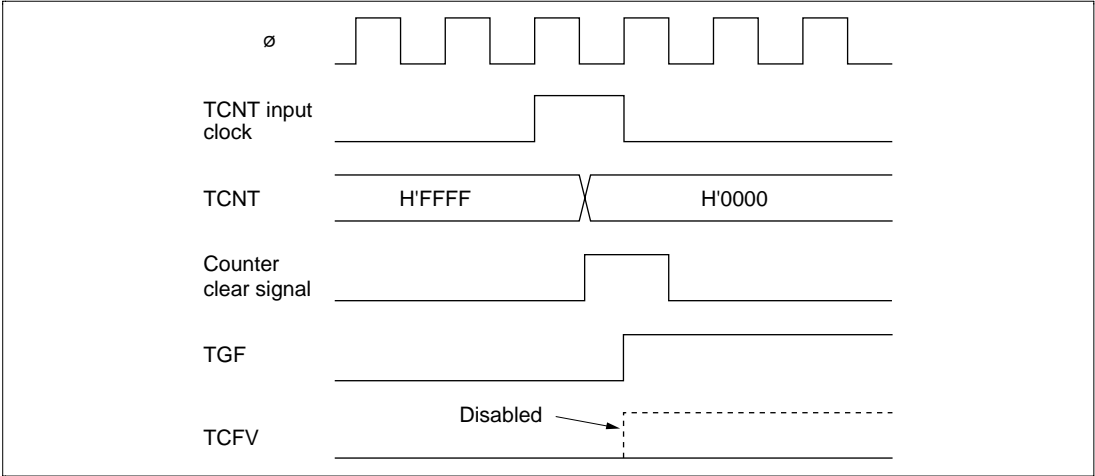 ø
TCNT input
clock
TCNT
H'FFFF
H'0000
Counter
clear signal
TGF
Disabled
TCFV